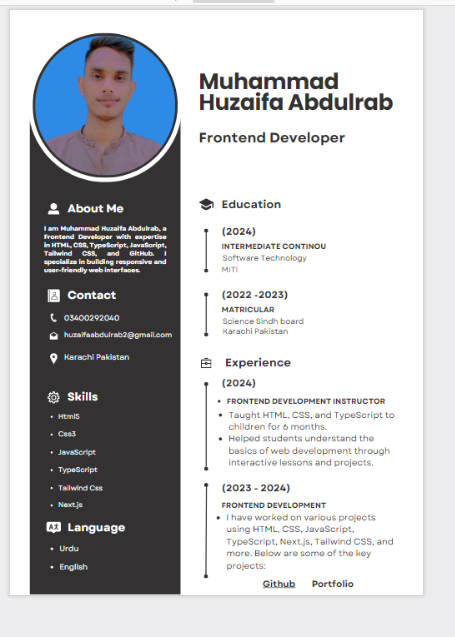 Muhammad
Huzaifa Abdulrab
Frontend Developer
About Me
I am Muhammad Huzaifa Abdulrab, a
Frontend Developer with expertise
in HTML, CSS, TypeScript, JavaScript,
Tailwind CSS, and GitHub. I
specialize in building responsive and
user-friendly web interfaces.
Contact
03400292040
huzaifaabdulrab2@gmail.com
Karachi Pakistan
Skills
Html5
Css3
JavaScript
TypeScript
Tailwind Css
Next.js
Language
Urdu
English
Education
(2024)
INTERMEDIATE CONTINOU
Software Technology
MITI
(2022 -2023)
MATRICULAR
Science Sindh board
Karachi Pakistan
Experience
(2024)
FRONTEND DEVELOPMENT INSTRUCTOR
Taught HTML, CSS, and TypeScript to
children for 6 months.
Helped students understand the
basics of web development through
interactive lessons and projects.
(2023 - 2024)
FRONTEND DEVELOPMENT
I have worked on various projects
using HTML, CSS, JavaScript,
TypeScript, Next.js, Tailwind CSS, and
more. Below are some of the key
projects:
Github Portfolio